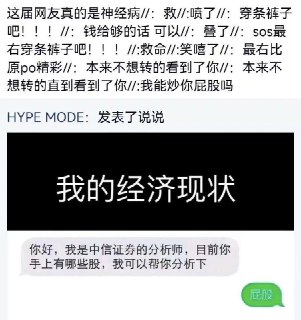 这届网友真的是神经病//：救//:喷了//：穿条裤子
吧！！！//：钱给够的话 可以//：叠了//：sos最
右穿条裤子吧！！！//:救命//:笑嘻了//：最右比
原po精彩//：本来不想转的看到了你//：本来不
想转的直到看到了你//:我能炒你屁股吗
HYPE MODE：发表了说说
我的经济现状
你好，我是中信证券的分析师，目前你
手上有哪些股，我可以帮你分析下
屁股